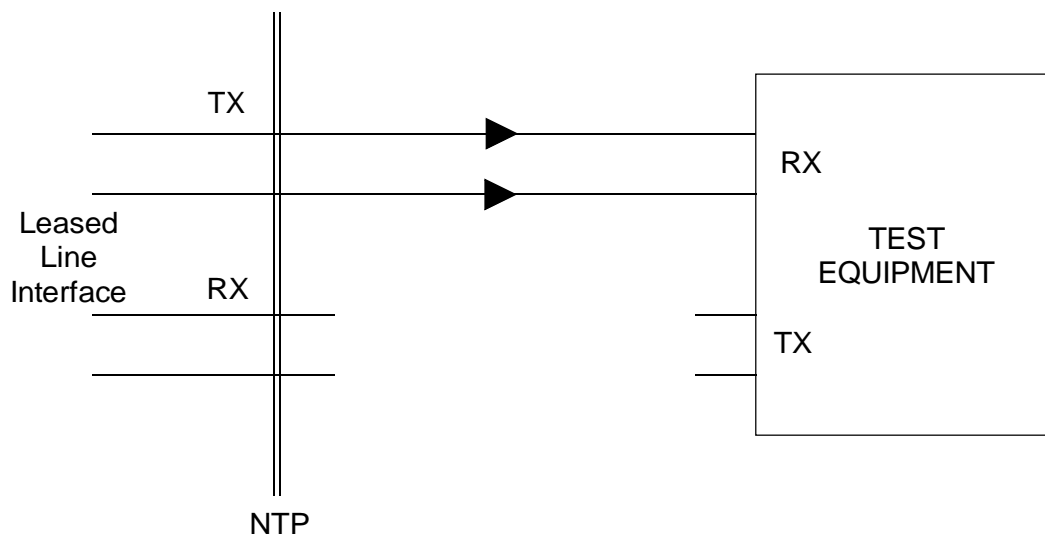 TX
RX
Leased
Line
Interface
RX
TEST
EQUIPMENT
TX
NTP